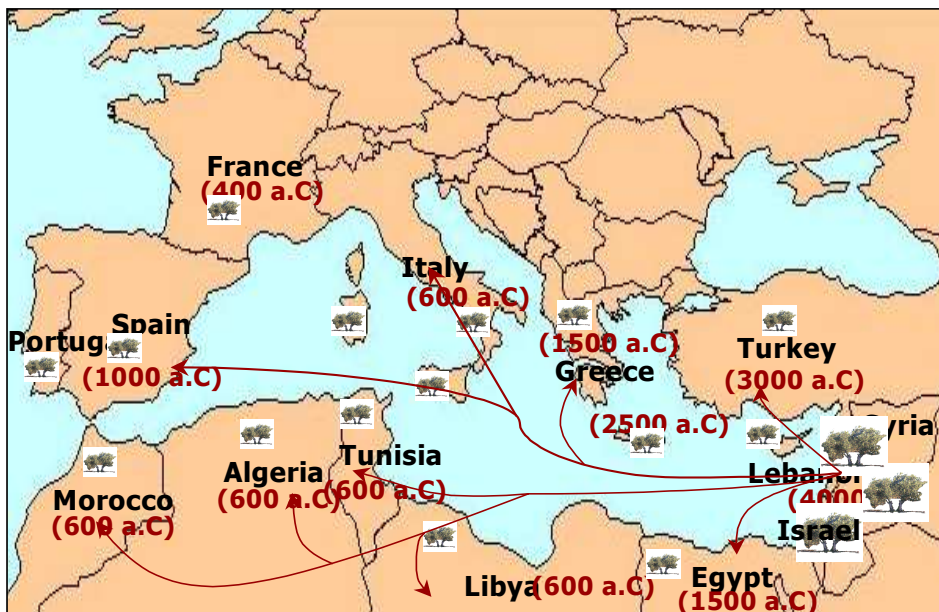 France
(400 a.C)
Italy
(600 a.C)
Spain
(1000 a.C)
(1500 a.C)
Greece
Turkey
(3000 a.C)
(2500 a.C)
Algeria
(600 a.C)
Tunisia
(600 a.C)
Morocco
(600 a.C)
Israel
Libya (600 a.C)
Egypt
(1500 a.C)